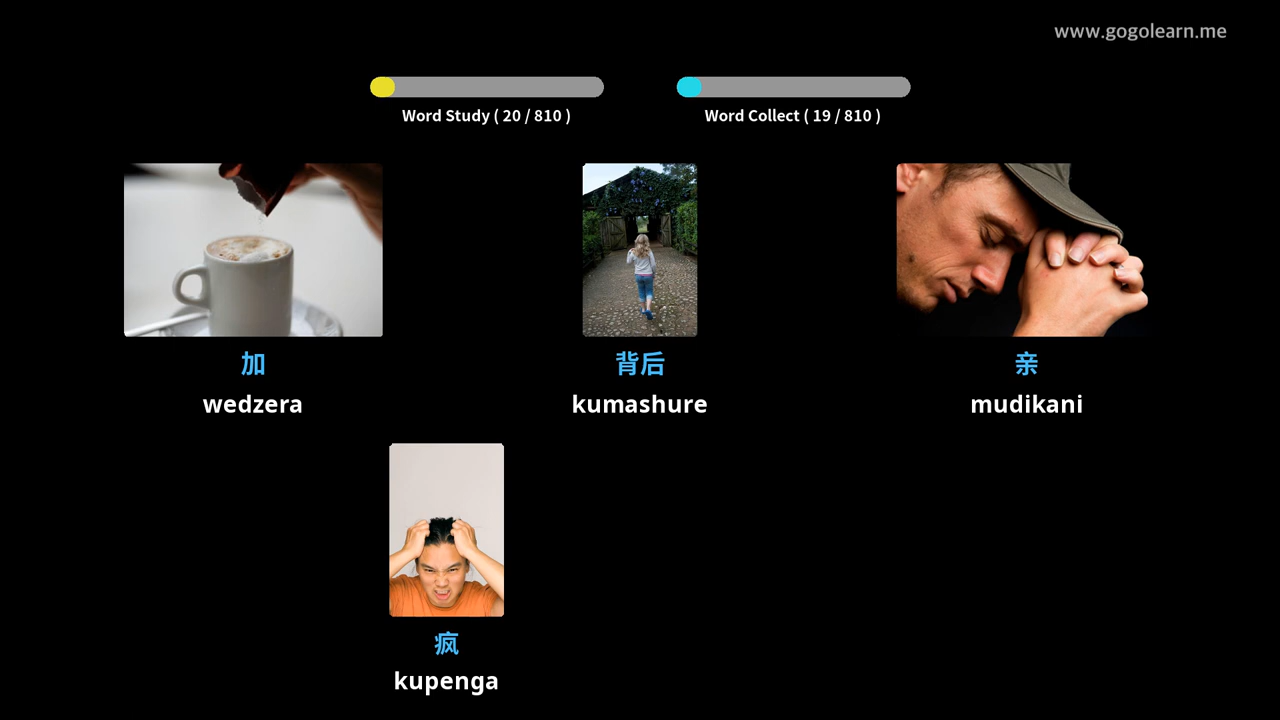 www.gogolearn.me
Word Study ( 20 / 810 )
Word Collect ( 19 / 810 )
加
背后
亲
wedzera
kumashure
mudikani
疯
kupenga